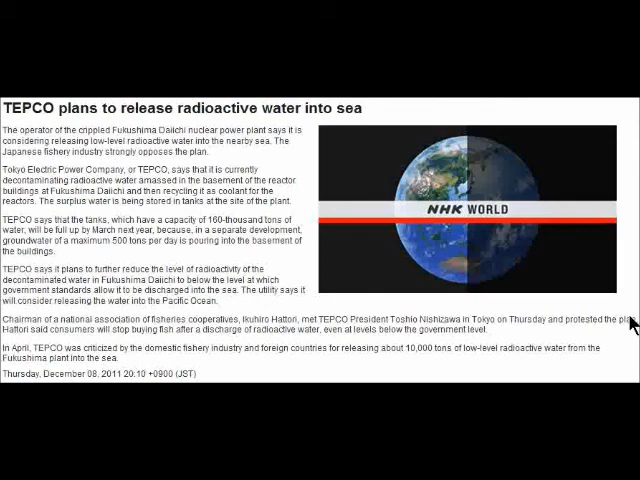 TEPCO plans to release radioactive water into sea
The operator of the crippled Fukushima Daiichi nuclear power plant says it is
considering releasing low-level radioactive water into the nearby sea. The
Japanese fishery industry strongly opposes the plan.
Tokyo Electric Power Company, or TEPCO, says that it is currently
decontaminating radioactive water amassed in the basement of the reactor
buildings at Fukushima Daiichi and then recycling it as coolant for the
reactors. The surplus water is being stored in tanks at the site of the plant.
TEPCO says that the tanks, which have a capacity of 160-thousand tons of
water, will be full up by March next year, because, in a separate development,
groundwater of a maximum 500 tons per day is pouring into the basement of
the buildings.
TEPCO says it plans to further reduce the level of radioactivity of the
decontaminated water in Fukushima Daiichi to below the level at which
government standards allow it to be discharged into the sea. The utility says it
will consider releasing the water into the Pacific Ocean.
NHK WORLD
Chairman of a national association of fisheries cooperatives, Ikuhiro Hattori, met TEPCO President Toshio Nishizawa in Tokyo on Thursday and protested the plan.
Hattori said consumers will stop buying fish after a discharge of radioactive water, even at levels below the government level.
In April, TEPCO was criticized by the domestic fishery industry and foreign countries for releasing about 10,000 tons of low-level radioactive water from the
Fukushima plant into the sea.
Thursday, December 08, 2011 20:10 +0900 (JST)